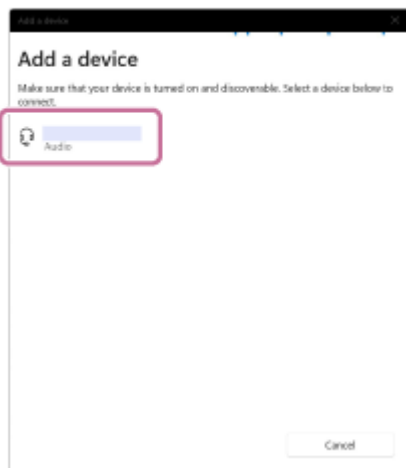 Add a device
Add a device
Make sure that your device is turned on and discoverable. Select a device below to
connect.
Audio
Cancel